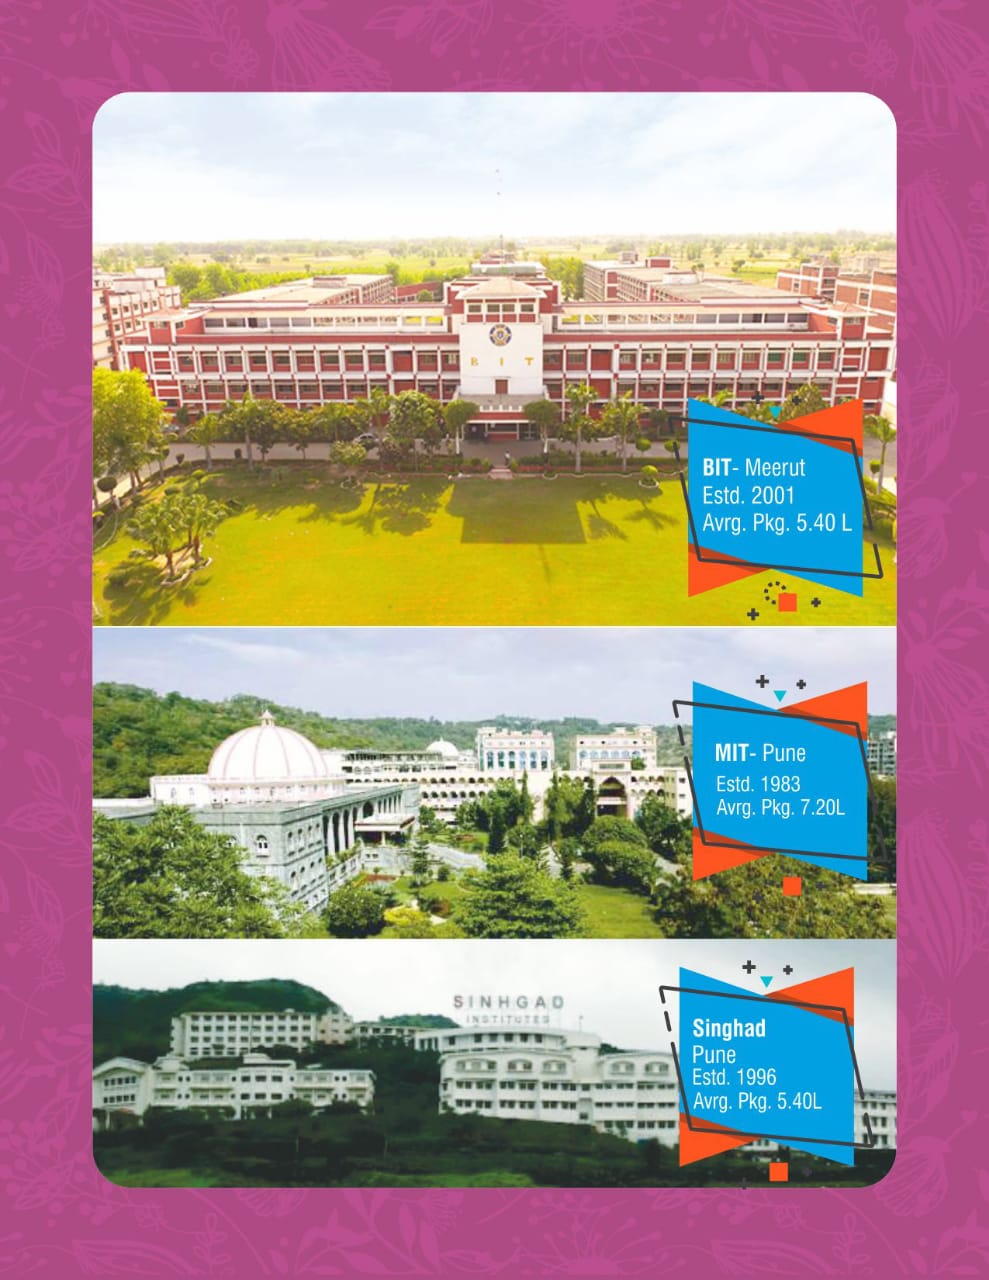 B I T
BIT- Meerut
Estd. 2001
Avrg. Pkg. 5.40 L
MIT- Pune
Estd. 1983
Avrg. Pkg. 7.20L
SINHGAD
INSTITUTES
Singhad
Pune
Estd. 1996
Avrg. Pkg. 5.40L